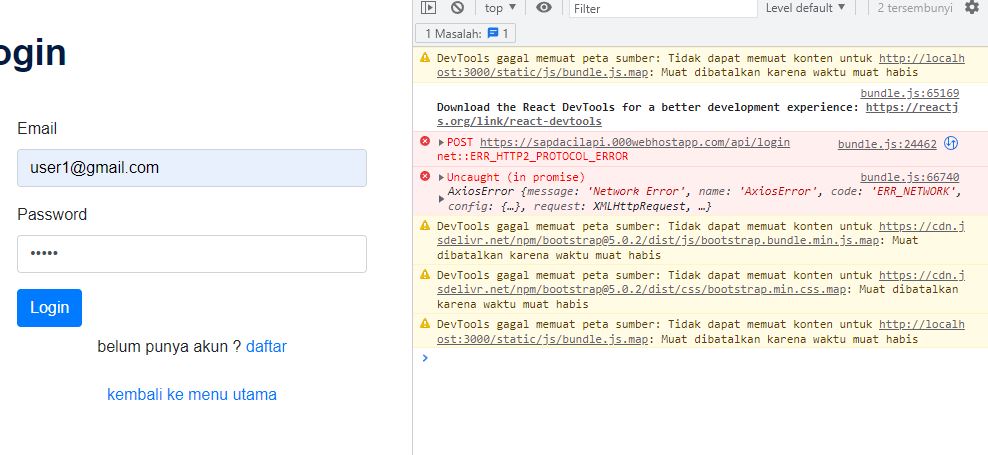 ogin
Email
user1@gmail.com
Password
•••••
Login
belum punya akun ? daftar
kembali ke menu utama
top ▼
Filter
Level default ▼
2 tersembunyi
1 Masalah: 1
DevTools gagal memuat peta sumber: Tidak dapat memuat konten untuk http://localh
ost:3000/static/js/bundle.js.map: Muat dibatalkan karena waktu muat habis
bundle.js:65169
Download the React DevTools for a better development experience: https://reactj
s.org/link/react-devtools
POST https://sapdacilapi.000webhostapp.com/api/login bundle.js:24462
net::ERR_HTTP2_PROTOCOL_ERROR
Uncaught (in promise) bundle.js:66740
AxiosError {message: 'Network Error', name: 'AxiosError', code: 'ERR_NETWORK',
config: {…}, request: XMLHttpRequest, …}
DevTools gagal memuat peta sumber: Tidak dapat memuat konten untuk https://cdn.j
sdelivr.net/npm/bootstrap@5.0.2/dist/js/bootstrap.bundle.min.js.map: Muat
dibatalkan karena waktu muat habis
DevTools gagal memuat peta sumber: Tidak dapat memuat konten untuk https://cdn.j
sdelivr.net/npm/bootstrap@5.0.2/dist/css/bootstrap.min.css.map: Muat dibatalkan
karena waktu muat habis
DevTools gagal memuat peta sumber: Tidak dapat memuat konten untuk http://localh
ost:3000/static/js/bundle.js.map: Muat dibatalkan karena waktu muat habis